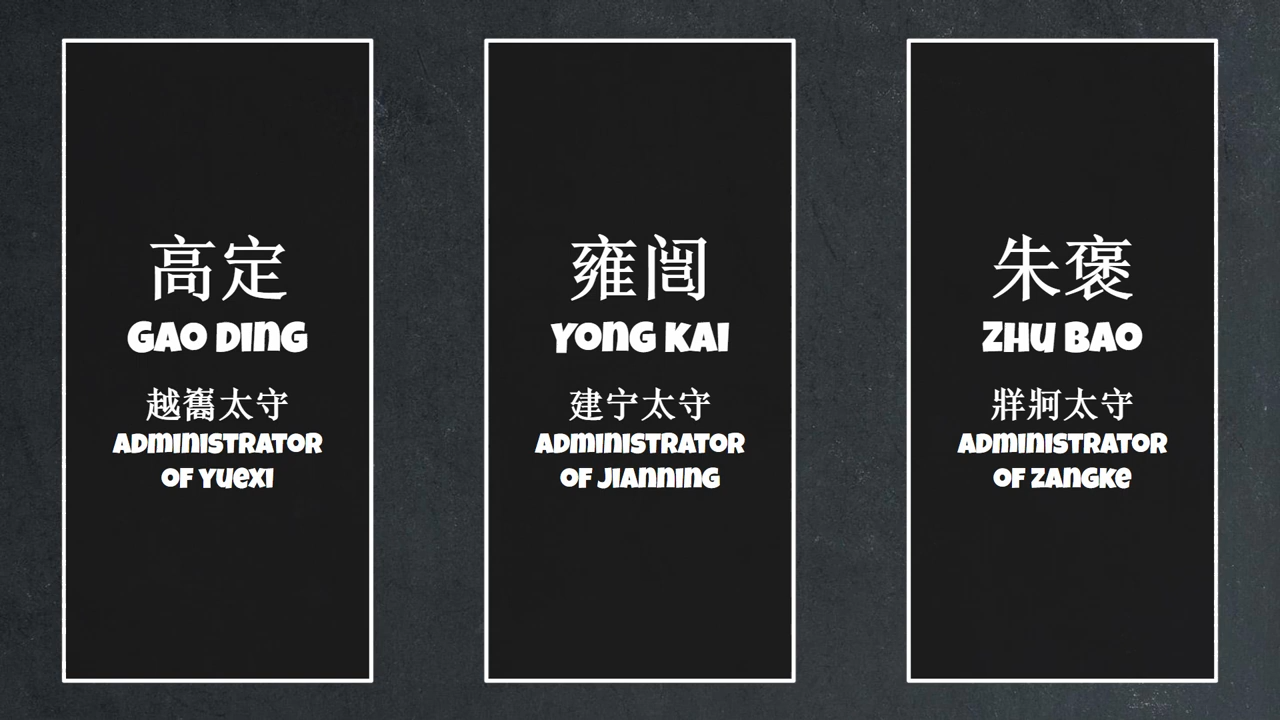 高定
GAO DING
越巂太守
ADMINISTRATOR
OF YUEXI
雍闿
YONG KAI
建宁太守
ADMINISTRATOR
OF JIANNING
朱褒
ZHU BAO
牂牁太守
ADMINISTRATOR
OF ZANGKE